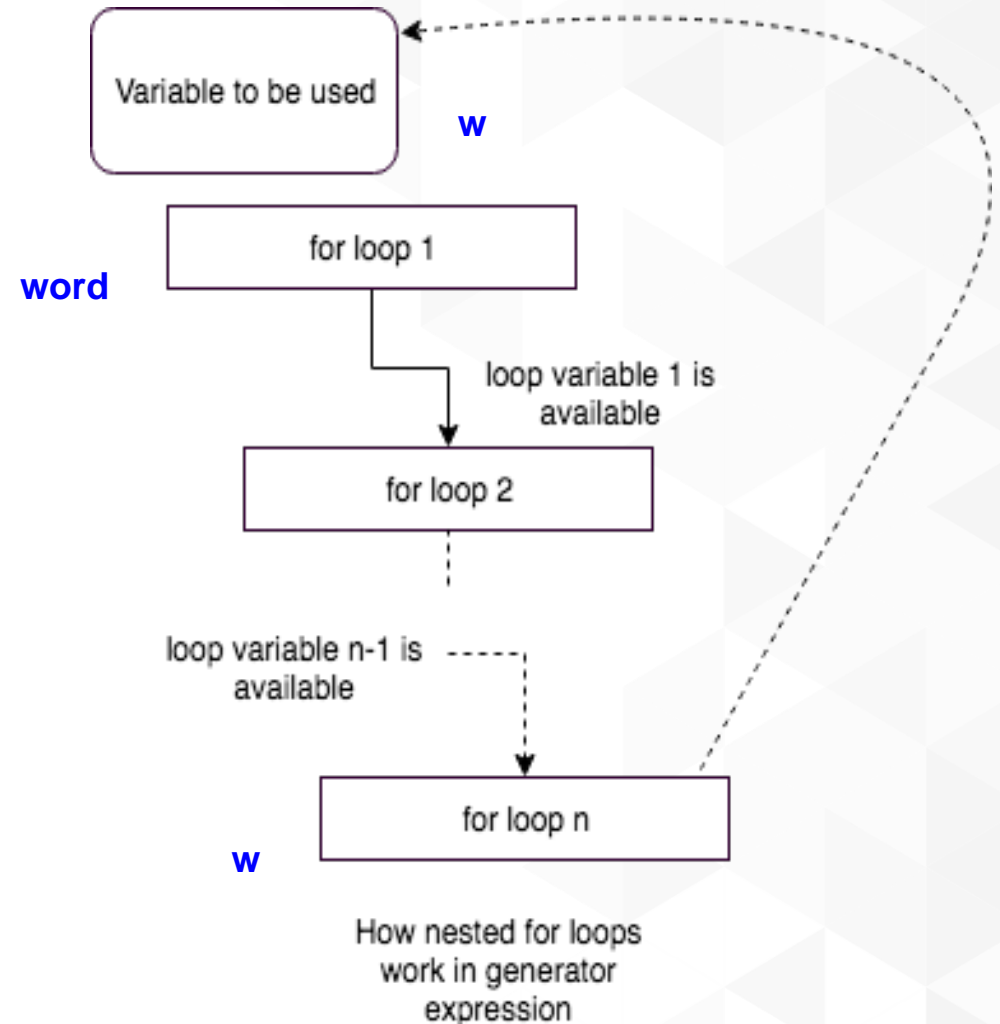 Variable to be used
w
for loop 1
word
loop variable 1 is
available
for loop 2
loop variable n-1 is
available
for loop n
w
How nested for loops
work in generator
expression